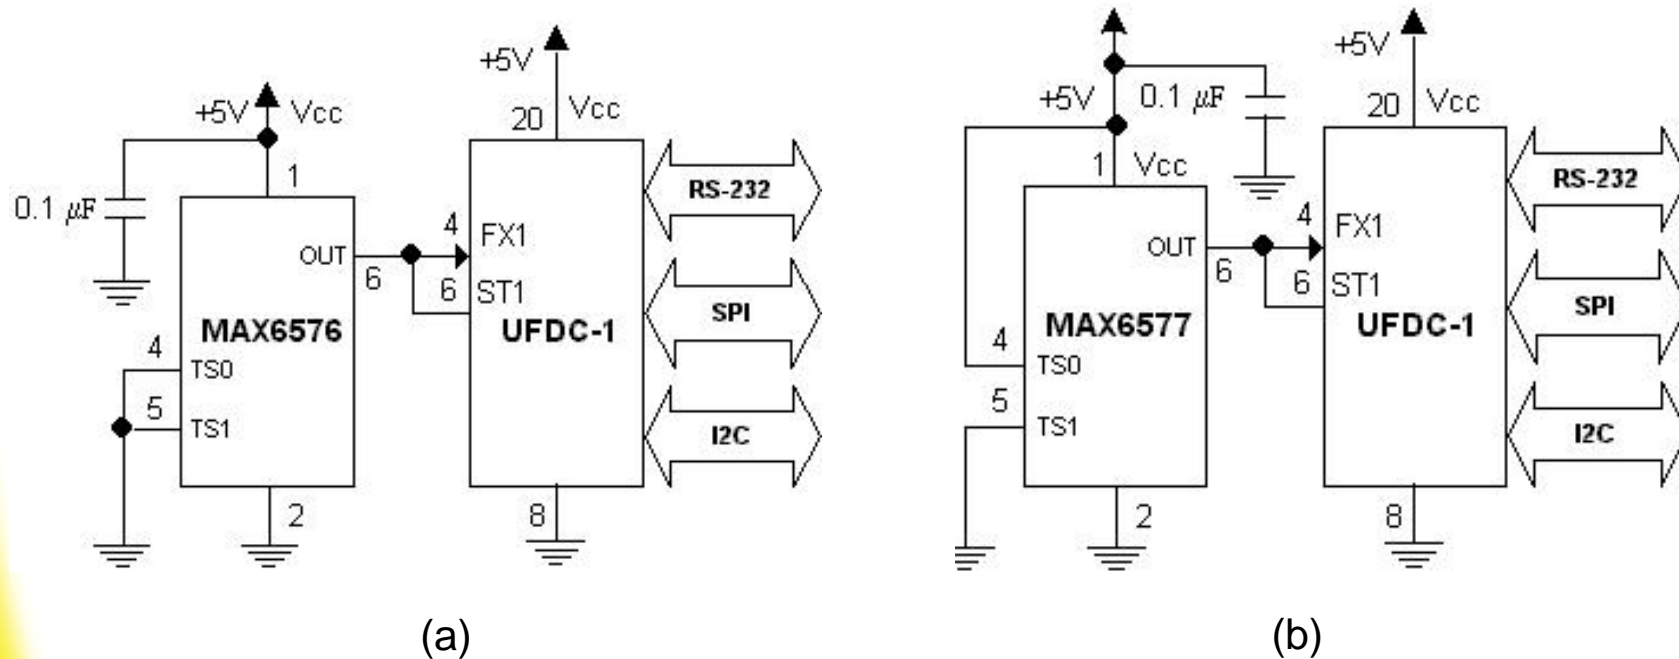 +5V Vcc
0.1 μF
1
OUT
6
MAX6576
4
TS0
5
TS1
2
+5V
20 Vcc
4
FX1
6 ST1
UFDC-1
8
RS-232
SPI
I2C
(a)
+5V
0.1 μF
1 Vcc
OUT
6
MAX6577
4
TS0
5
TS1
2
+5V
20 Vcc
4
FX1
6 ST1
UFDC-1
8
RS-232
SPI
I2C
(b)